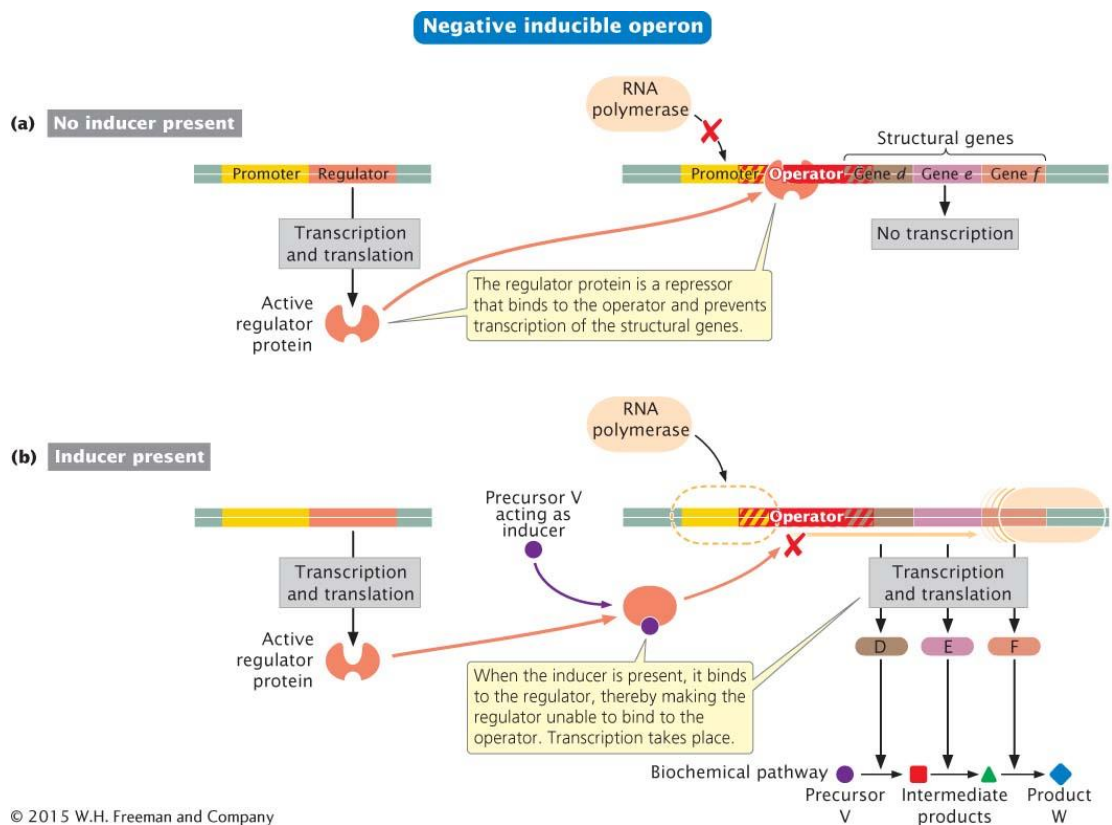 Negative inducible operon
(a) No inducer present
RNA
polymerase
Structural genes
Promoter Regulator
Promoter Operator Gene d Gene e Gene f
Transcription
and translation
No transcription
The regulator protein is a repressor
that binds to the operator and prevents
transcription of the structural genes.
Active
regulator
protein
RNA
polymerase
(b) Inducer present
Precursor V
acting as
inducer
Operator
Transcription
and translation
Transcription
and translation
Active
regulator
protein
D E F
When the inducer is present, it binds
to the regulator, thereby making the
regulator unable to bind to the
operator. Transcription takes place.
Biochemical pathway
Precursor
V
Intermediate
products
Product
W
© 2015 W.H. Freeman and Company